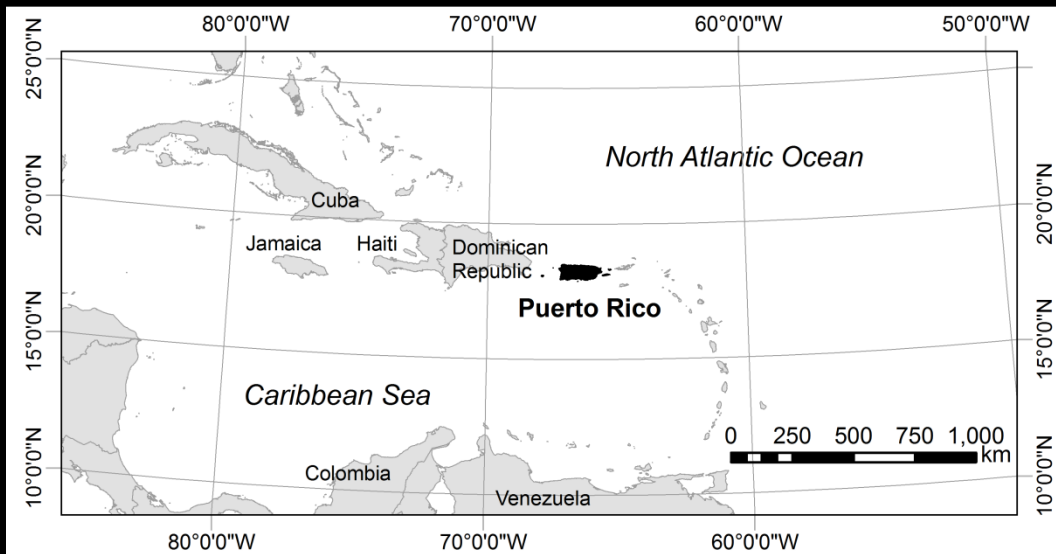 80°0'0"W 70°0'0"W 60°0'0"W 50°0'0"W
25°0'0"N
20°0'0"N 20°0'0"N
15°0'0"N 15°0'0"N
10°0'0"N 10°0'0"N
North Atlantic Ocean
Cuba
Jamaica Haiti Dominican
Republic
Puerto Rico
Caribbean Sea
0 250 500 750 1,000
km
Colombia
Venezuela
80°0'0"W 70°0'0"W 60°0'0"W